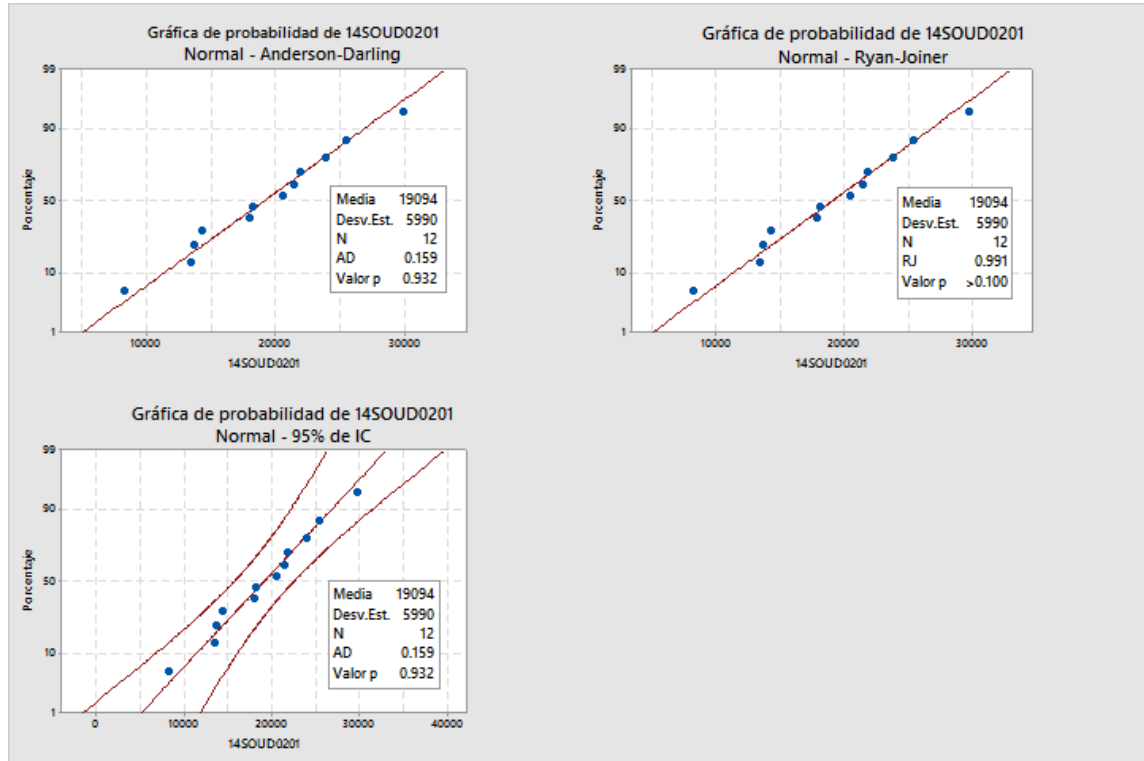 Gráfica de probabilidad de 14SOUD0201
Normal - Anderson-Darling
99
90
50
10
1
Porcentaje
10000 20000 30000
14SOUD0201
Media 19094
Desv.Est. 5990
N 12
AD 0.159
Valor p 0.932
Gráfica de probabilidad de 14SOUD0201
Normal - Ryan-Joiner
99
90
50
10
1
Porcentaje
10000 20000 30000
14SOUD0201
Media 19094
Desv.Est. 5990
N 12
RJ 0.991
Valor p >0.100
Gráfica de probabilidad de 14SOUD0201
Normal - 95% de IC
99
90
50
10
1
Porcentaje
0 10000 20000 30000 40000
14SOUD0201
Media 19094
Desv.Est. 5990
N 12
AD 0.159
Valor p 0.932